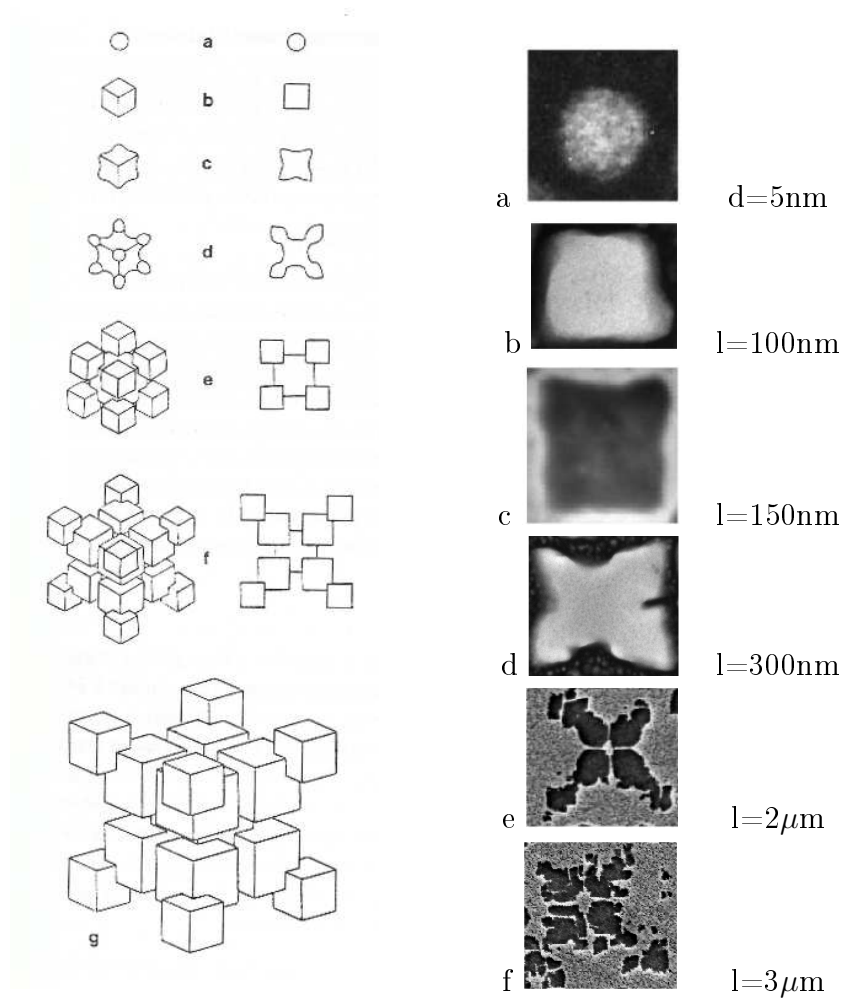 a
b
c
d
e
f
g
a d=5nm
b l=100nm
c l=150nm
d l=300nm
e l=2μm
f l=3μm